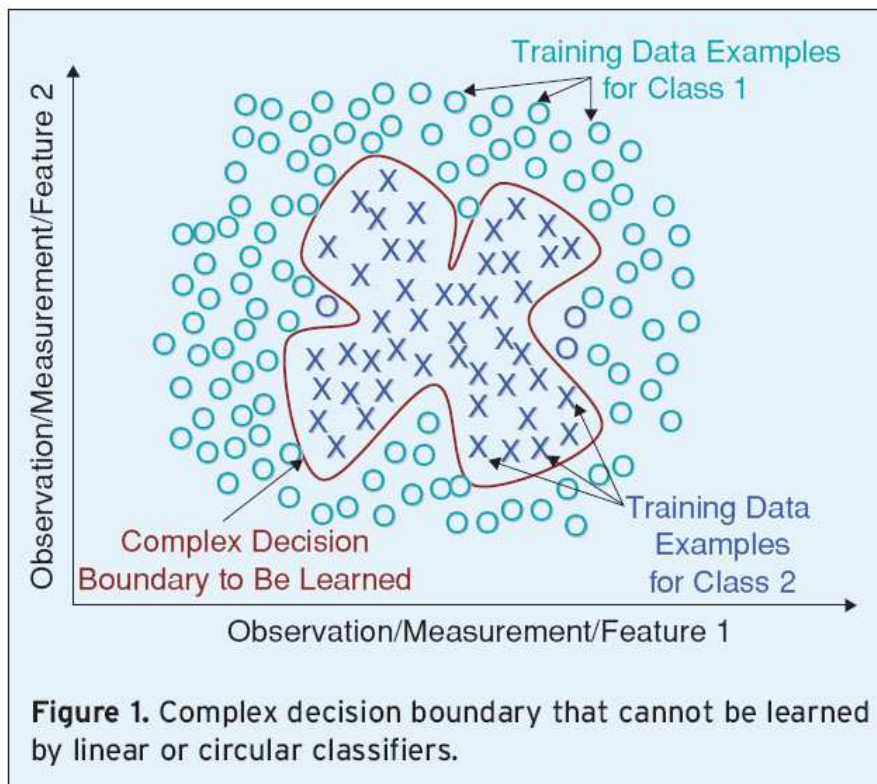 Training Data Examples
for Class 1
Observation/Measurement/Feature 2
Complex Decision
Boundary to Be Learned
Training Data
Examples
for Class 2
Observation/Measurement/Feature 1
Figure 1. Complex decision boundary that cannot be learned
by linear or circular classifiers.